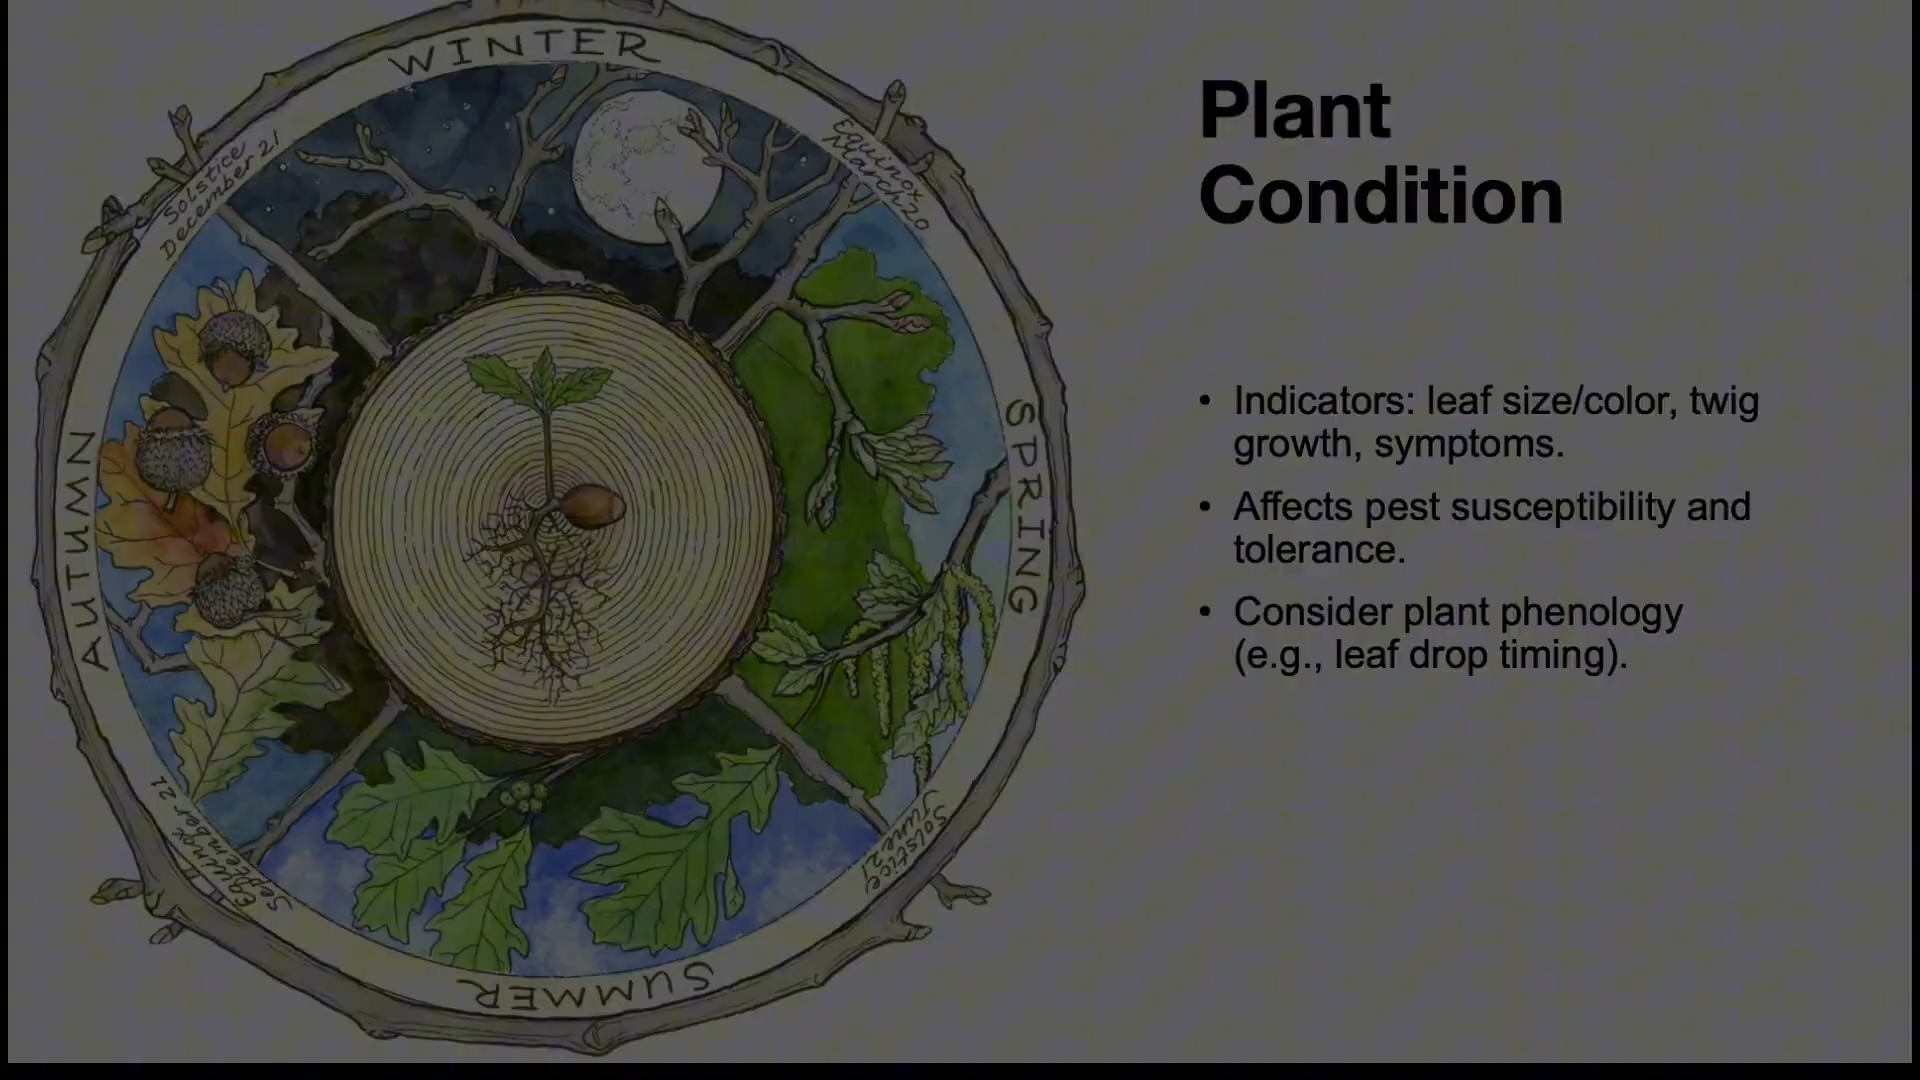 WINTER
Solstice
December 21
Equinox
March 20
SPRING
AUTUMN
Solstice
June 21
Equinox
September 21
SUMMER
Plant
Condition
• Indicators: leaf size/color, twig
growth, symptoms.
• Affects pest susceptibility and
tolerance.
• Consider plant phenology
(e.g., leaf drop timing).